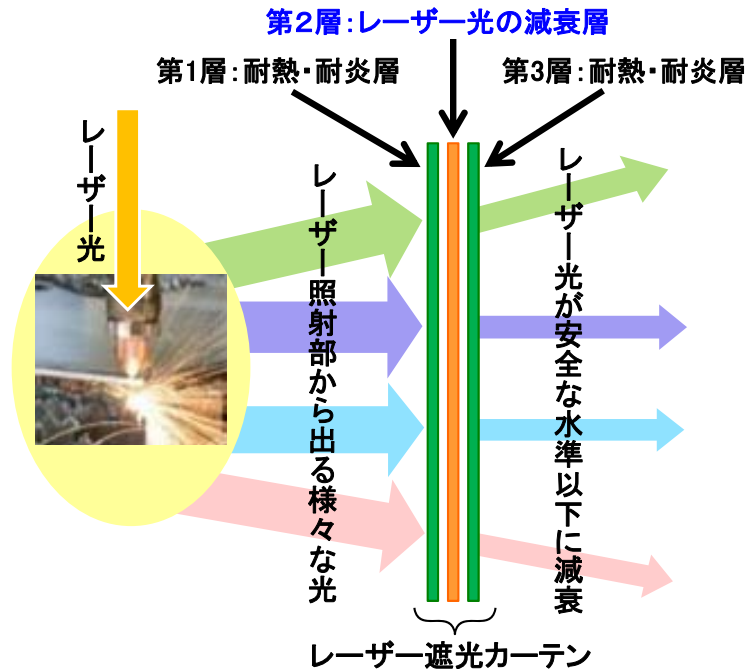 第２層：レーザー光の減衰層
第1層：耐熱・耐炎層
第3層：耐熱・耐炎層
レーザー光
レーザー照射部から出る様々な光
レーザー光が安全な水準以下に減衰
レーザー遮光カーテン